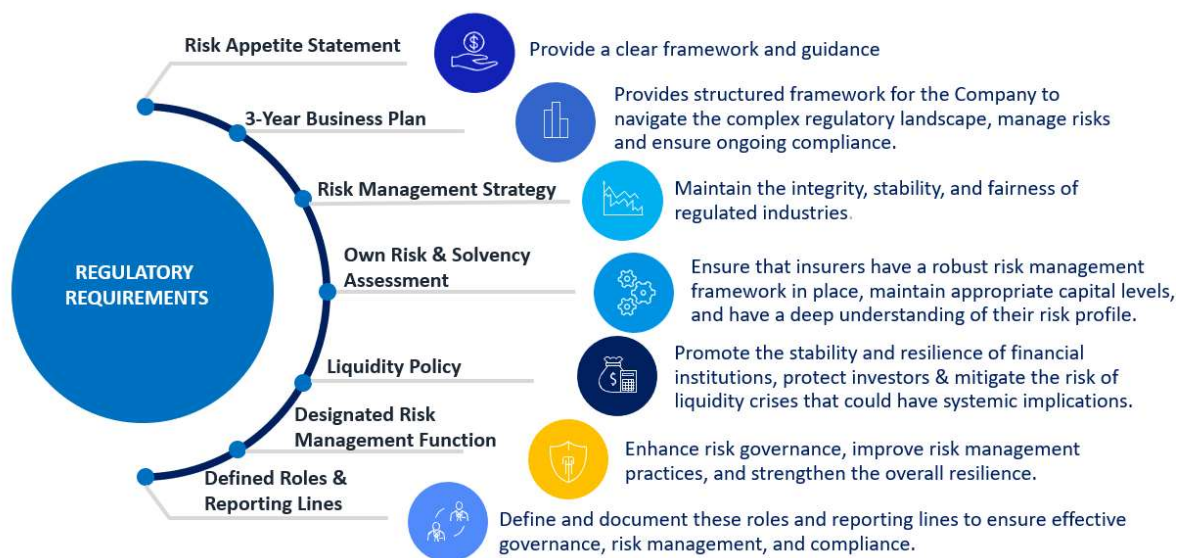 Risk Appetite Statement
Provide a clear framework and guidance
3-Year Business Plan
Provides structured framework for the Company to
navigate the complex regulatory landscape, manage risks
and ensure ongoing compliance.
Risk Management Strategy
Maintain the integrity, stability, and fairness of
regulated industries.
REGULATORY
REQUIREMENTS
Own Risk & Solvency
Assessment
Ensure that insurers have a robust risk management
framework in place, maintain appropriate capital levels,
and have a deep understanding of their risk profile.
Liquidity Policy
Promote the stability and resilience of financial
institutions, protect investors & mitigate the risk of
liquidity crises that could have systemic implications.
Designated Risk
Management Function
Enhance risk governance, improve risk management
practices, and strengthen the overall resilience.
Defined Roles &
Reporting Lines
Define and document these roles and reporting lines to ensure effective
governance, risk management, and compliance.